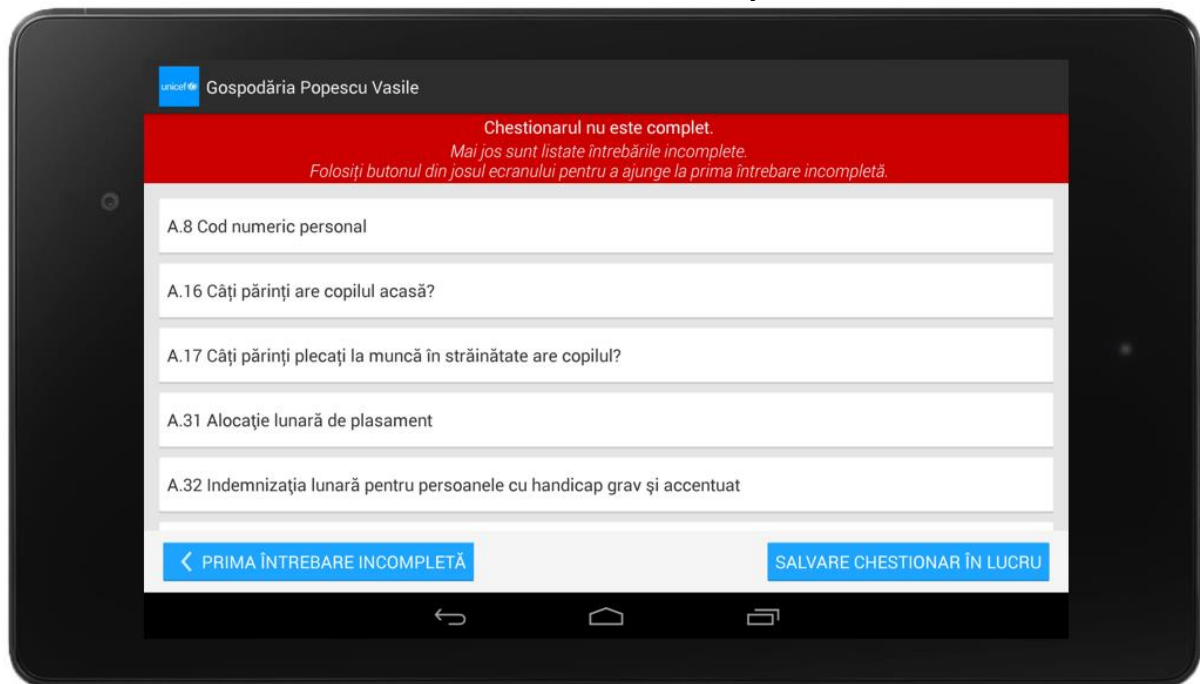 unicef
Gospodăria Popescu Vasile
Chestionarul nu este complet.
Mai jos sunt listate întrebările incomplete.
Folosiți butonul din josul ecranului pentru a ajunge la prima întrebare incompletă.
A.8 Cod numeric personal
A.16 Câți părinți are copilul acasă?
A.17 Câți părinți plecați la muncă în străinătate are copilul?
A.31 Alocaţie lunară de plasament
A.32 Indemnizaţia lunară pentru persoanele cu handicap grav şi accentuat
PRIMA ÎNTREBARE INCOMPLETĂ
SALVARE CHESTIONAR ÎN LUCRU